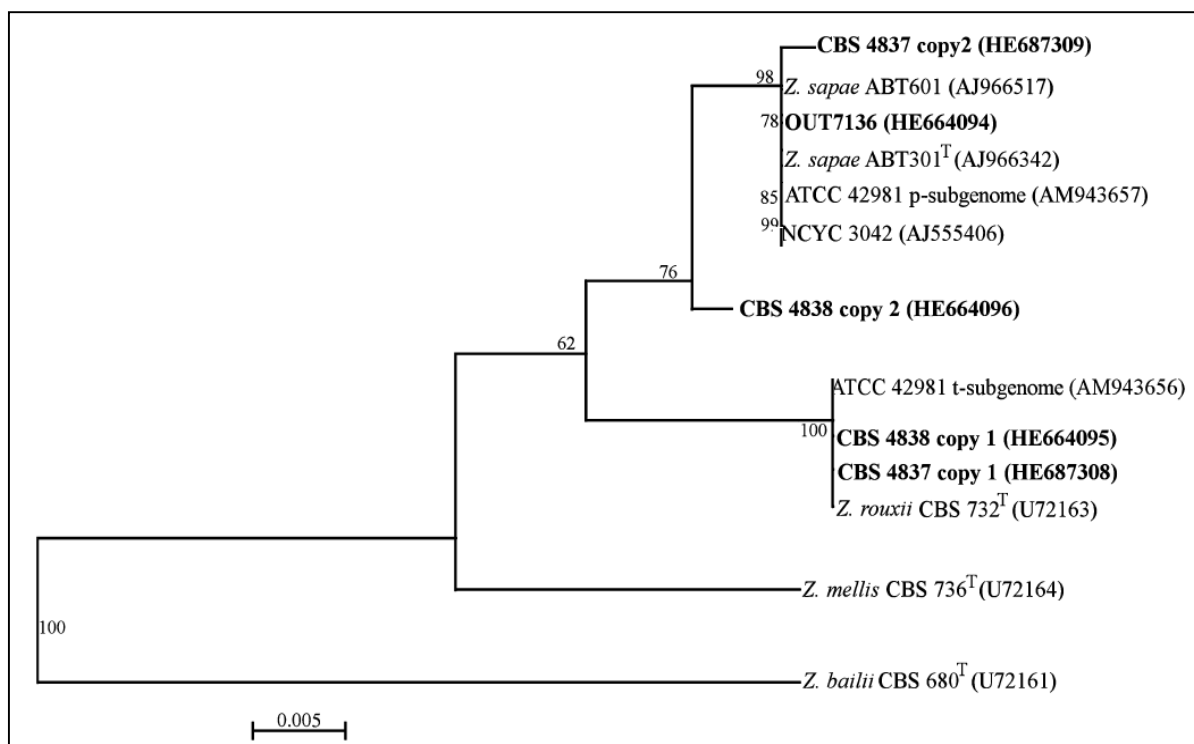 CBS 4837 copy2 (HE687309)
98
Z. sapae ABT601 (AJ966517)
78
OUT7136 (HE664094)
Z. sapae ABT301T (AJ966342)
85
ATCC 42981 p-subgenome (AM943657)
99
NCYC 3042 (AJ555406)
76
CBS 4838 copy 2 (HE664096)
62
ATCC 42981 t-subgenome (AM943656)
100
CBS 4838 copy 1 (HE664095)
CBS 4837 copy 1 (HE687308)
Z. rouxii CBS 732T (U72163)
Z. mellis CBS 736T (U72164)
100
Z. bailii CBS 680T (U72161)
0.005